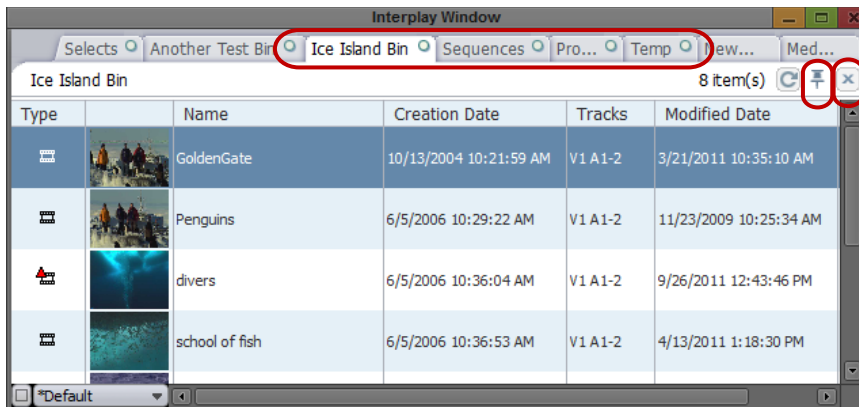 Interplay Window
Selects Another Test Bin Ice Island Bin Sequences Pro... Temp New... Med...
Ice Island Bin 8 item(s)
Type Name Creation Date Tracks Modified Date
GoldenGate 10/13/2004 10:21:59 AM V1 A1-2 3/21/2011 10:35:10 AM
Penguins 6/5/2006 10:29:22 AM V1 A1-2 11/23/2009 10:25:34 AM
divers 6/5/2006 10:36:04 AM V1 A1-2 9/26/2011 12:43:46 PM
school of fish 6/5/2006 10:36:53 AM V1 A1-2 4/13/2011 1:18:30 PM
*Default